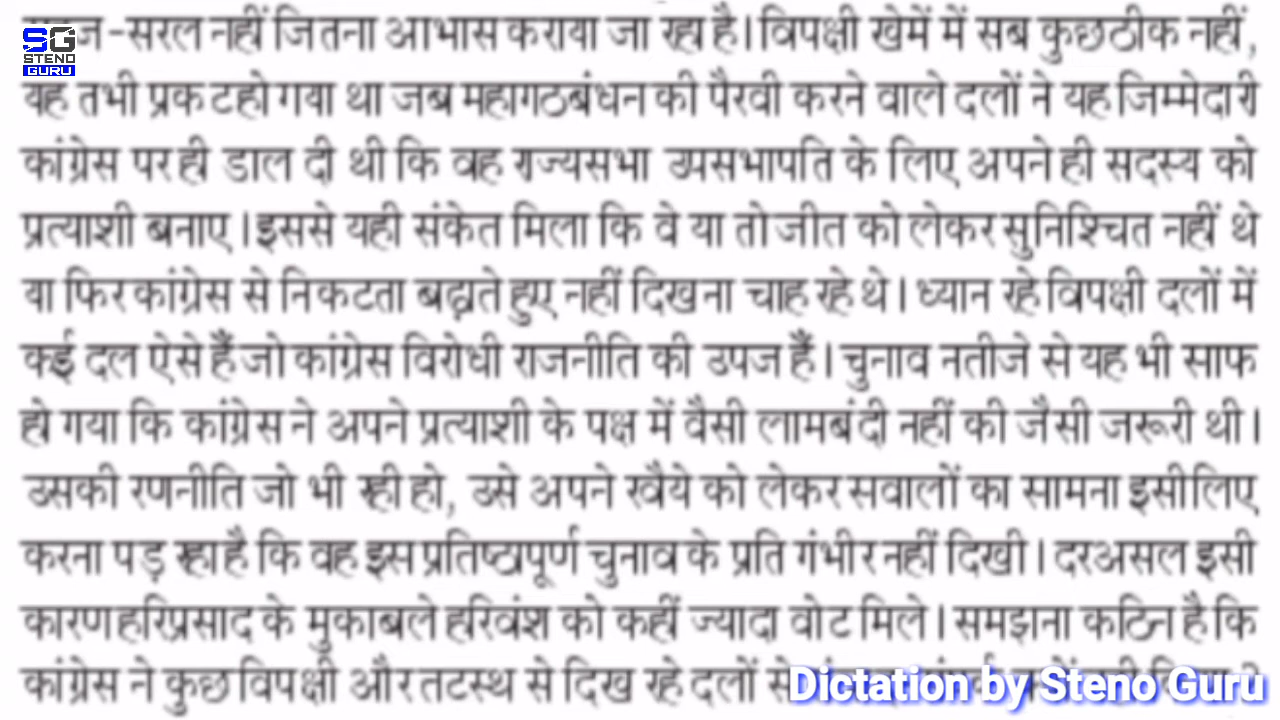 -सरल नहीं जितना आभास कराया जा रहा है। विपक्षी खेमें में सब कुछ ठीक नहीं,
SG
STENO
GURU
यह तभी प्रकट हो गया था जब महागठबंधन की पैरवी करने वाले दलों ने यह जिम्मेदारी
कांग्रेस पर ही डाल दी थी कि वह राज्यसभा उपसभापति के लिए अपने ही सदस्य को
प्रत्याशी बनाए। इससे यही संकेत मिला कि वे या तो जीत को लेकर सुनिश्चित नहीं थे
या फिर कांग्रेस से निकटता बढ़ाते हुए नहीं दिखना चाह रहे थे। ध्यान रहे विपक्षी दलों में
कई दल ऐसे हैं जो कांग्रेस विरोधी राजनीति की उपज हैं। चुनाव नतीजे से यह भी साफ
हो गया कि कांग्रेस ने अपने प्रत्याशी के पक्ष में वैसी लामबंदी नहीं की जैसी जरूरी थी।
उसकी रणनीति जो भी रही हो, उसे अपने रवैये को लेकर सवालों का सामना इसीलिए
करना पड़ रहा है कि वह इस प्रतिष्ठापूर्ण चुनाव के प्रति गंभीर नहीं दिखी। दरअसल इसी
कारण हरिप्रसाद के मुकाबले हरिवंश को कहीं ज्यादा वोट मिले। समझना कठिन है कि
कांग्रेस ने कुछ विपक्षी और तटस्थ से दिख रहे दलों से
Dictation by Steno Guru